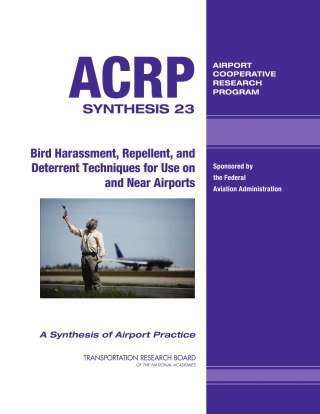 ACRP
SYNTHESIS 23
AIRPORT
COOPERATIVE
RESEARCH
PROGRAM
Bird Harassment, Repellent, and
Deterrent Techniques for Use on
and Near Airports
Sponsored by
the Federal
Aviation Administration
A Synthesis of Airport Practice
TRANSPORTATION RESEARCH BOARD
OF THE NATIONAL ACADEMIES